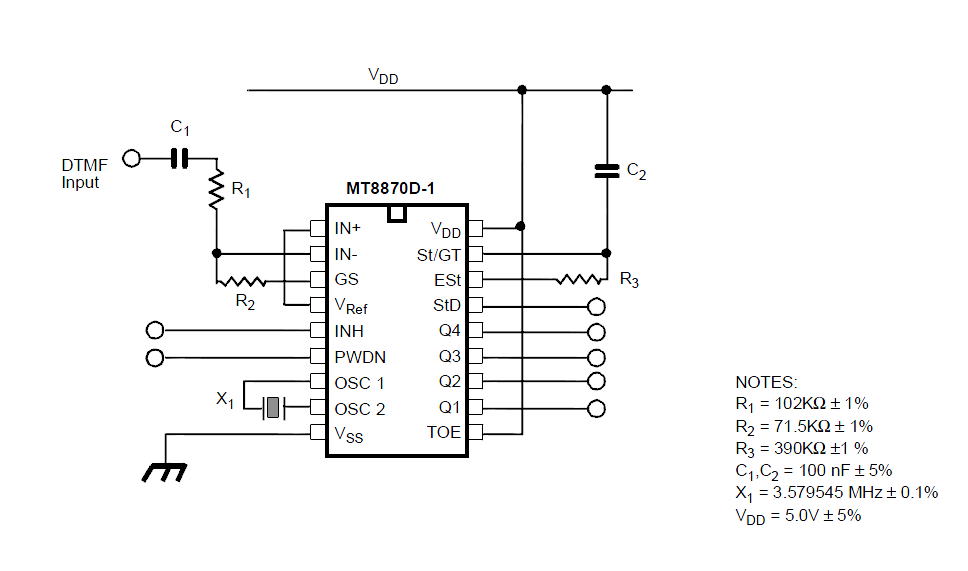 V_DD
C1
DTMF
Input
R1
MT8870D-1
C2
IN+
VDD
IN-
St/GT
GS
ESt
R3
R2
VRef
StD
INH
Q4
PWDN
Q3
X1
OSC 1
Q2
OSC 2
Q1
VSS
TOE
NOTES:
R1 = 102KΩ ± 1%
R2 = 71.5KΩ ± 1%
R3 = 390KΩ ±1 %
C1,C2 = 100 nF ± 5%
X1 = 3.579545 MHz ± 0.1%
VDD = 5.0V ± 5%